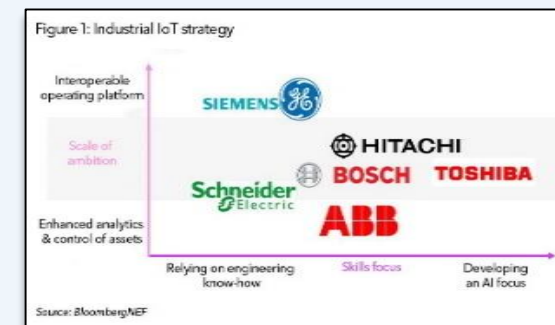 Figure 1: Industrial IoT strategy
Interoperable
operating platform
SIEMENS
GE
HITACHI
Scale of
ambition
BOSCH
TOSHIBA
Schneider
Electric
ABB
Enhanced analytics
& control of assets
Relying on engineering
know-how
Skills focus
Developing
an AI focus
Source: BloombergNEF